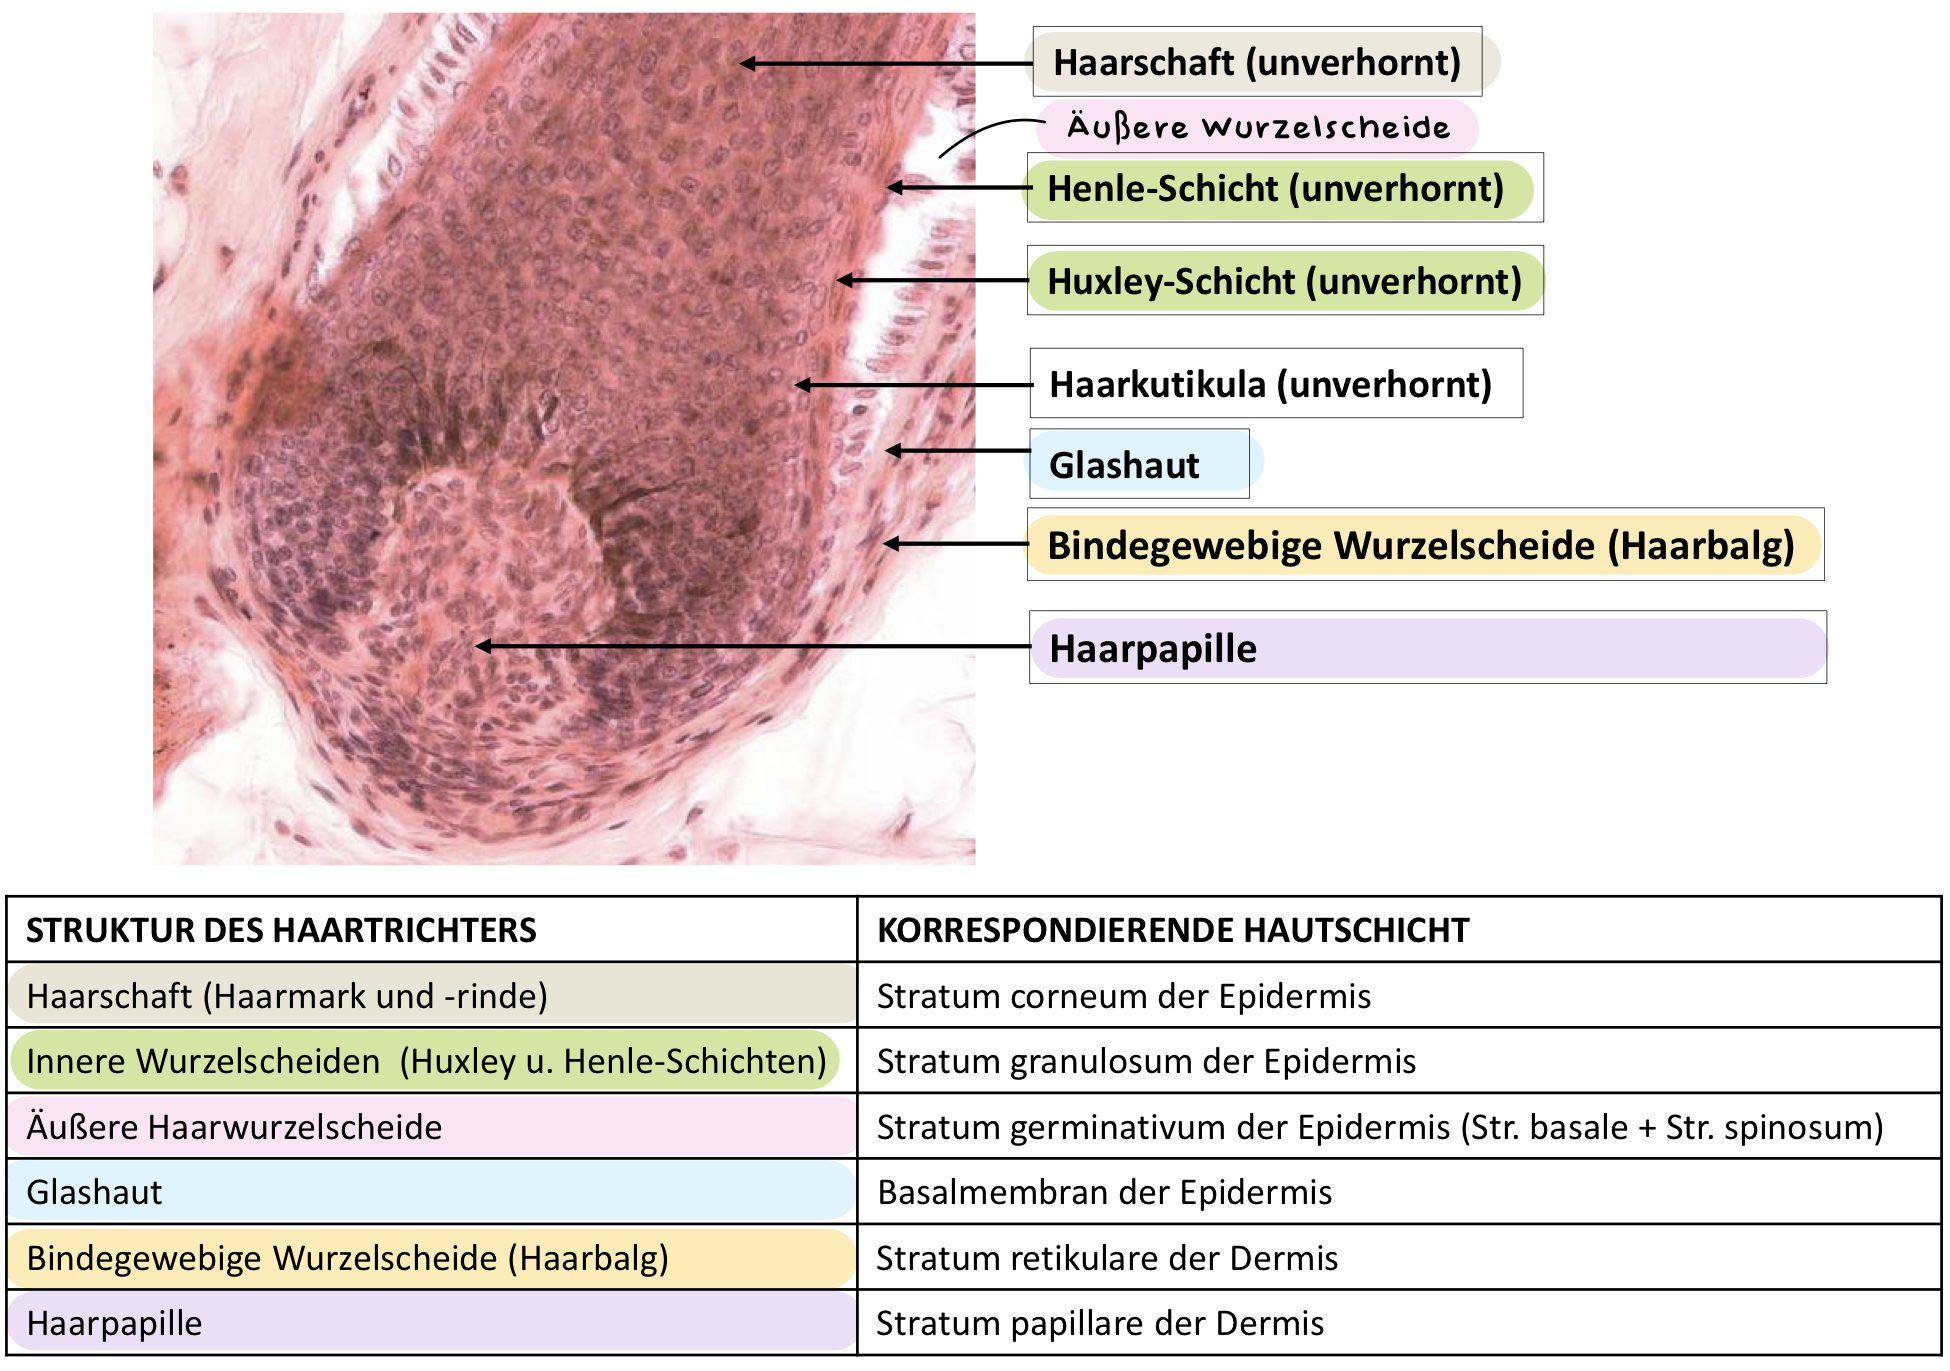 Haarschaft (unverhornt)
Äußere Wurzelscheide
Henle-Schicht (unverhornt)
Huxley-Schicht (unverhornt)
Haarkutikula (unverhornt)
Glashaut
Bindegewebige Wurzelscheide (Haarbalg)
Haarpapille
STRUKTUR DES HAARTRICHTERS KORRESPONDIERENDE HAUTSCHICHT
Haarschaft (Haarmark und -rinde) Stratum corneum der Epidermis
Innere Wurzelscheiden (Huxley u. Henle-Schichten) Stratum granulosum der Epidermis
Äußere Haarwurzelscheide Stratum germinativum der Epidermis (Str. basale + Str. spinosum)
Glashaut Basalmembran der Epidermis
Bindegewebige Wurzelscheide (Haarbalg) Stratum retikulare der Dermis
Haarpapille Stratum papillare der Dermis